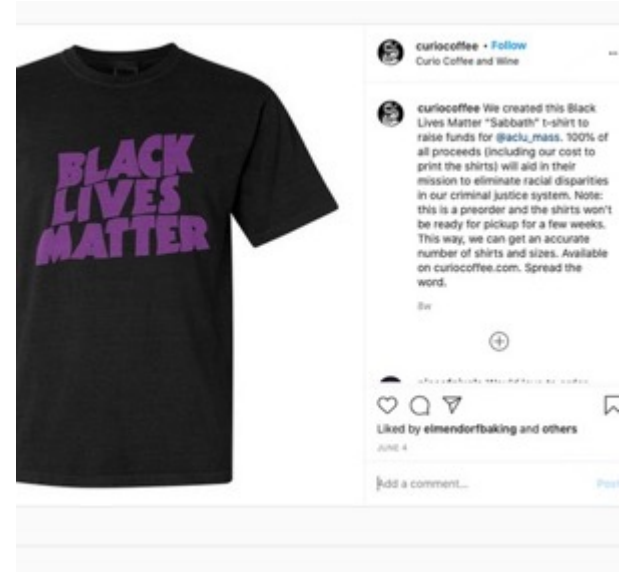 BLACK
LIVES
MATTER
curiocoffee • Follow
Curio Coffee and Wine
curiocoffee We created this Black
Lives Matter "Sabbath" t-shirt to
raise funds for @aclu_mass. 100% of
all proceeds (including our cost to
print the shirts) will aid in their
mission to eliminate racial disparities
in our criminal justice system. Note:
this is a preorder and the shirts won't
be ready for pickup for a few weeks.
This way, we can get an accurate
number of shirts and sizes. Available
on curiocoffee.com. Spread the
word.
8w
Liked by elmendorfbaking and others
JUNE 4
Add a comment...
Post